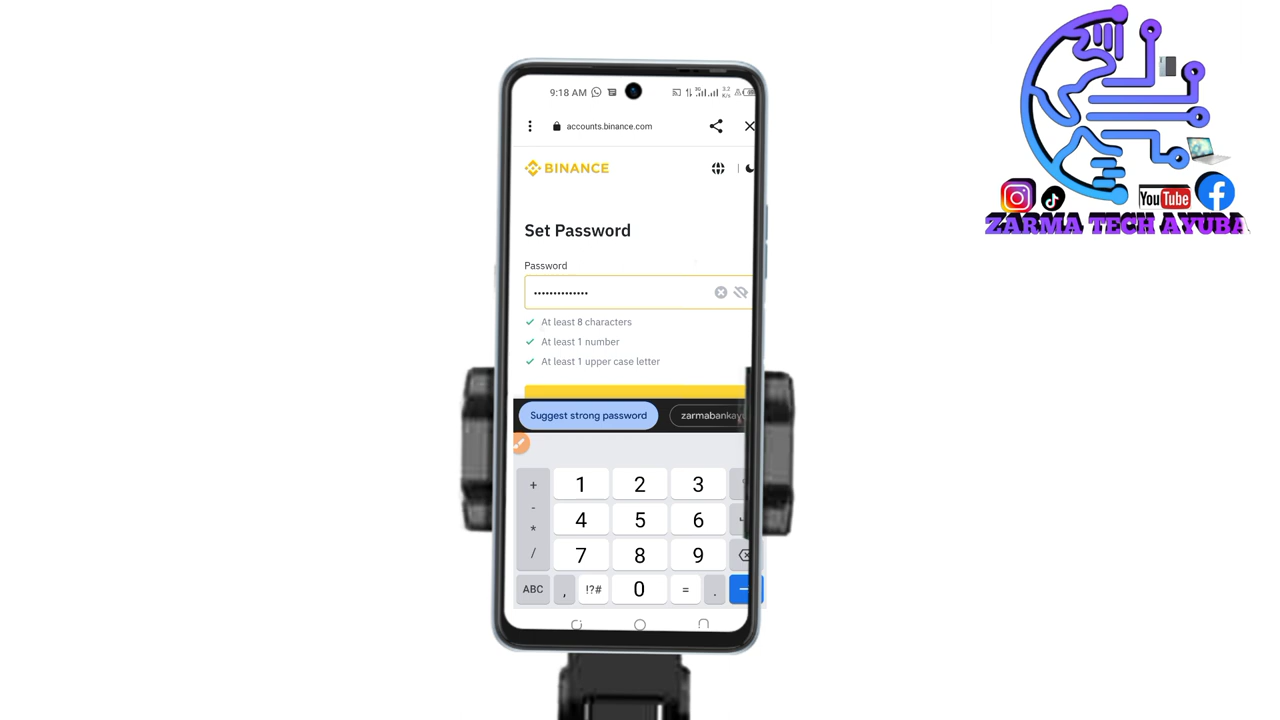 9:18 AM
accounts.binance.com
BINANCE
Set Password
Password
••••••••••••••
At least 8 characters
At least 1 number
At least 1 upper case letter
Suggest strong password
+ 1 2 3
- 4 5 6
*
/ 7 8 9
ABC , !?# 0 = .
YouTube
ZARMA TECH AYUBA